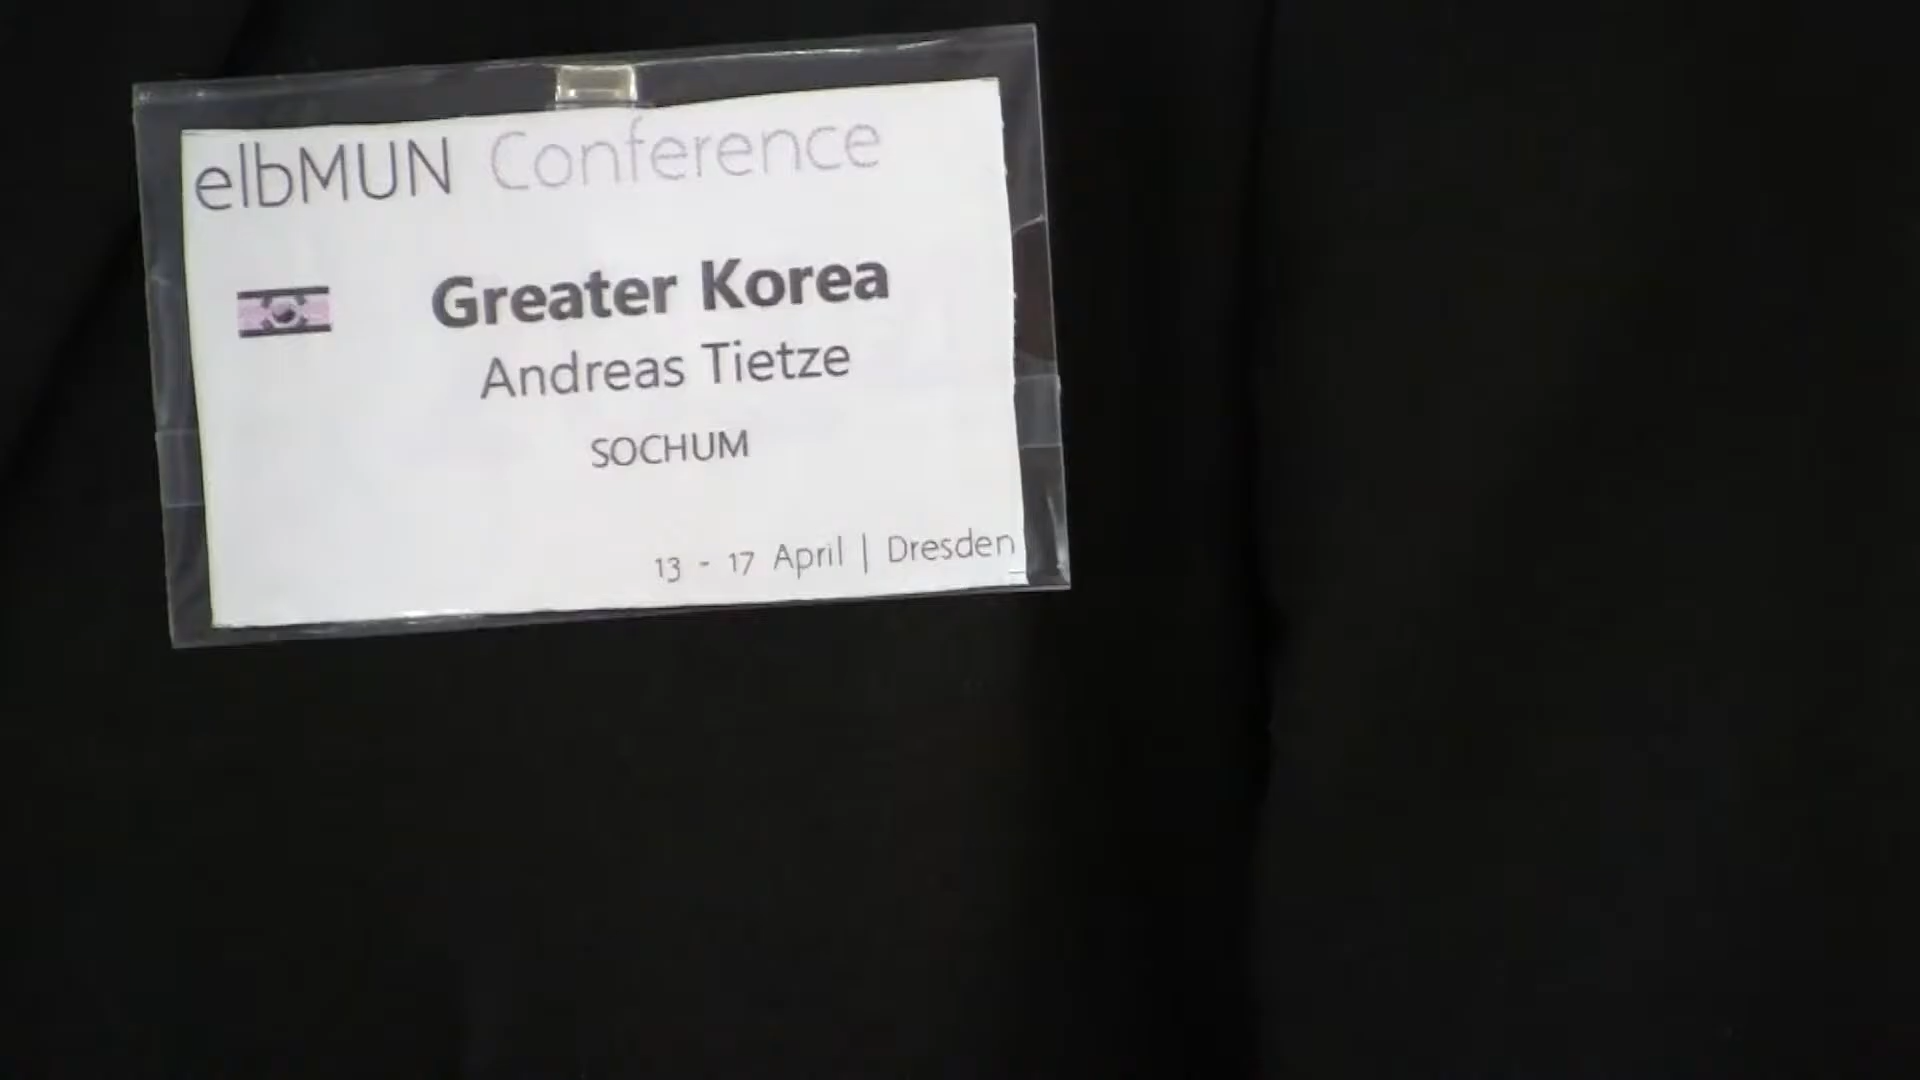 elbMUN Conference
Greater Korea
Andreas Tietze
SOCHUM
13 - 17 April | Dresden